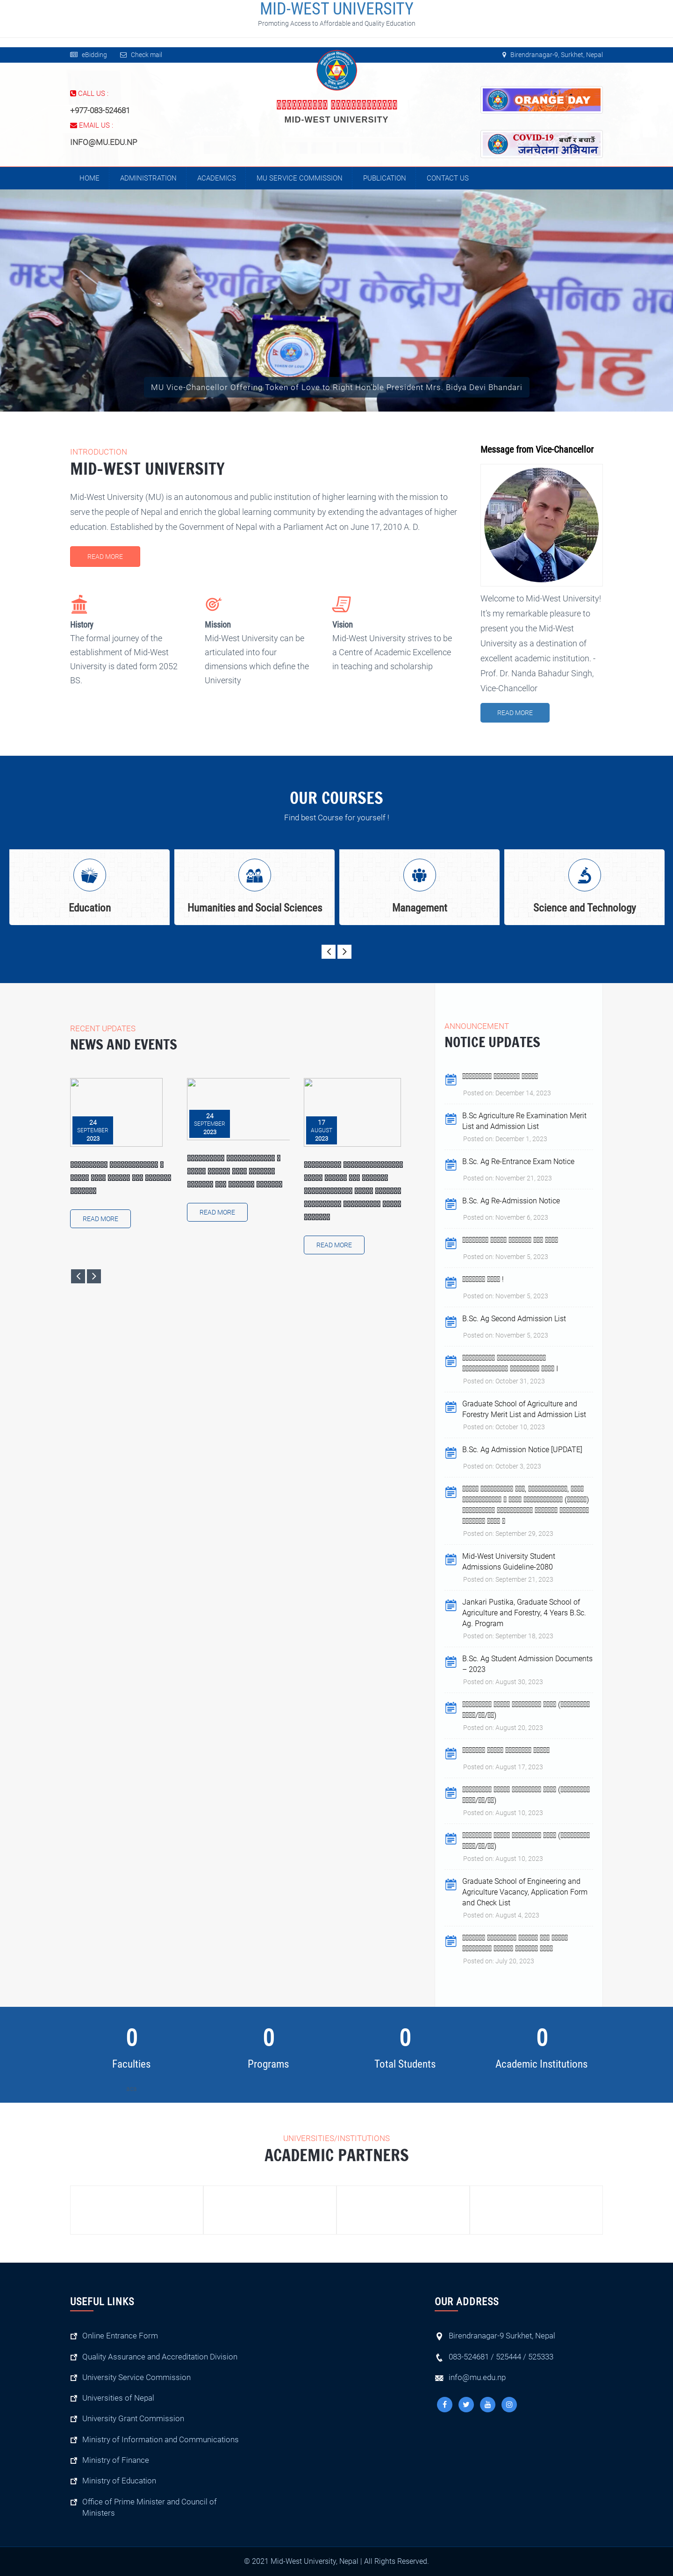 MID-WEST UNIVERSITY
Promoting Access to Affordable and Quality Education
eBidding
Check mail
Birendranagar-9, Surkhet, Nepal
CALL US :
+977-083-524681
EMAIL US :
INFO@MU.EDU.NP
MID-WEST UNIVERSITY
ORANGE DAY
COVID-19 बचौं र बचाउँ
जनचेतना अभियान
HOME
ADMINISTRATION
ACADEMICS
MU SERVICE COMMISSION
PUBLICATION
CONTACT US
TOKEN OF LOVE
MU Vice-Chancellor Offering Token of Love to Right Hon'ble President Mrs. Bidya Devi Bhandari
INTRODUCTION
MID-WEST UNIVERSITY
Mid-West University (MU) is an autonomous and public institution of higher learning with the mission to
serve the people of Nepal and enrich the global learning community by extending the advantages of higher
education. Established by the Government of Nepal with a Parliament Act on June 17, 2010 A. D.
READ MORE
History
The formal journey of the
establishment of Mid-West
University is dated form 2052
BS.
Mission
Mid-West University can be
articulated into four
dimensions which define the
University
Vision
Mid-West University strives to be
a Centre of Academic Excellence
in teaching and scholarship
Message from Vice-Chancellor
Welcome to Mid-West University!
It's my remarkable pleasure to
present you the Mid-West
University as a destination of
excellent academic institution. -
Prof. Dr. Nanda Bahadur Singh,
Vice-Chancellor
READ MORE
OUR COURSES
Find best Course for yourself !
Education
Humanities and Social Sciences
Management
Science and Technology
RECENT UPDATES
NEWS AND EVENTS
24
SEPTEMBER
2023
READ MORE
24
SEPTEMBER
2023
READ MORE
17
AUGUST
2023
READ MORE
ANNOUNCEMENT
NOTICE UPDATES
Posted on: December 14, 2023
B.Sc Agriculture Re Examination Merit
List and Admission List
Posted on: December 1, 2023
B.Sc. Ag Re-Entrance Exam Notice
Posted on: November 21, 2023
B.Sc. Ag Re-Admission Notice
Posted on: November 6, 2023
Posted on: November 5, 2023
!
Posted on: November 5, 2023
B.Sc. Ag Second Admission List
Posted on: November 5, 2023
Posted on: October 31, 2023
Graduate School of Agriculture and
Forestry Merit List and Admission List
Posted on: October 10, 2023
B.Sc. Ag Admission Notice [UPDATE]
Posted on: October 3, 2023
Posted on: September 29, 2023
Mid-West University Student
Admissions Guideline-2080
Posted on: September 21, 2023
Jankari Pustika, Graduate School of
Agriculture and Forestry, 4 Years B.Sc.
Ag. Program
Posted on: September 18, 2023
B.Sc. Ag Student Admission Documents
– 2023
Posted on: August 30, 2023
Posted on: August 20, 2023
Posted on: August 17, 2023
Posted on: August 10, 2023
Posted on: August 10, 2023
Graduate School of Engineering and
Agriculture Vacancy, Application Form
and Check List
Posted on: August 4, 2023
Posted on: July 20, 2023
0
Faculties
0
Programs
0
Total Students
0
Academic Institutions
UNIVERSITIES/INSTITUTIONS
ACADEMIC PARTNERS
USEFUL LINKS
Online Entrance Form
Quality Assurance and Accreditation Division
University Service Commission
Universities of Nepal
University Grant Commission
Ministry of Information and Communications
Ministry of Finance
Ministry of Education
Office of Prime Minister and Council of
Ministers
OUR ADDRESS
Birendranagar-9 Surkhet, Nepal
083-524681 / 525444 / 525333
info@mu.edu.np
© 2021 Mid-West University, Nepal | All Rights Reserved.